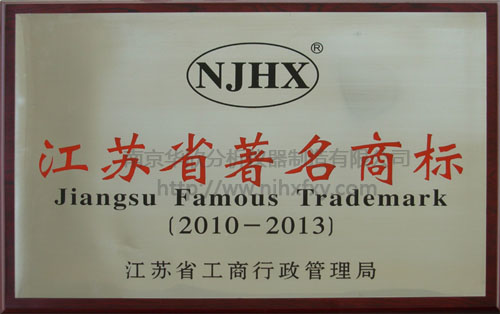 NJHX®
江苏省著名商标
Jiangsu Famous Trademark
(2010-2013)
江苏省工商行政管理局